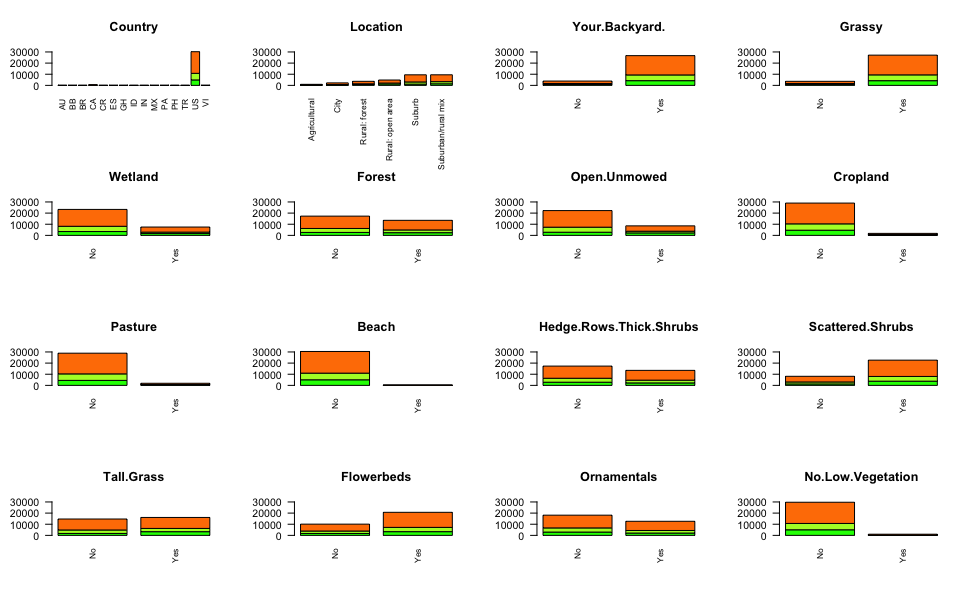 Country
30000
20000
10000
0
AU
BB
BR
CA
CR
ES
GH
ID
IN
MX
PA
PH
TR
US
VI
Location
30000
20000
10000
0
Agricultural
City
Rural: forest
Rural: open area
Suburb
Suburban/rural mix
Your.Backyard.
30000
20000
10000
0
No
Yes
Grassy
30000
20000
10000
0
No
Yes
Wetland
30000
20000
10000
0
No
Yes
Forest
30000
20000
10000
0
No
Yes
Open.Unmowed
30000
20000
10000
0
No
Yes
Cropland
30000
20000
10000
0
No
Yes
Pasture
30000
20000
10000
0
No
Yes
Beach
30000
20000
10000
0
No
Yes
Hedge.Rows.Thick.Shrubs
30000
20000
10000
0
No
Yes
Scattered.Shrubs
30000
20000
10000
0
No
Yes
Tall.Grass
30000
20000
10000
0
No
Yes
Flowerbeds
30000
20000
10000
0
No
Yes
Ornamentals
30000
20000
10000
0
No
Yes
No.Low.Vegetation
30000
20000
10000
0
No
Yes